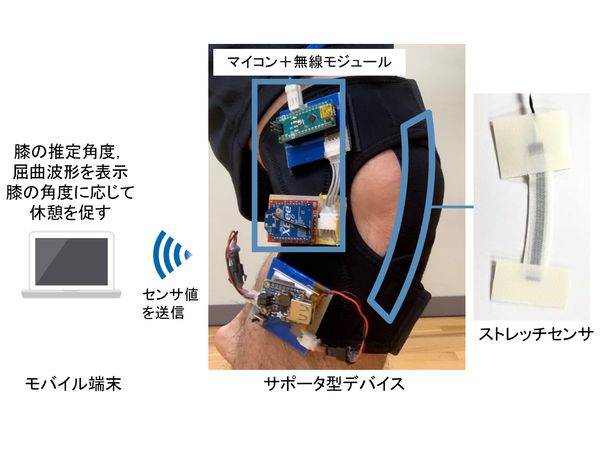 マイコン＋無線モジュール
膝の推定角度,
屈曲波形を表示
膝の角度に応じて
休憩を促す
センサ値
を送信
XBee
ストレッチセンサ
モバイル端末
サポータ型デバイス